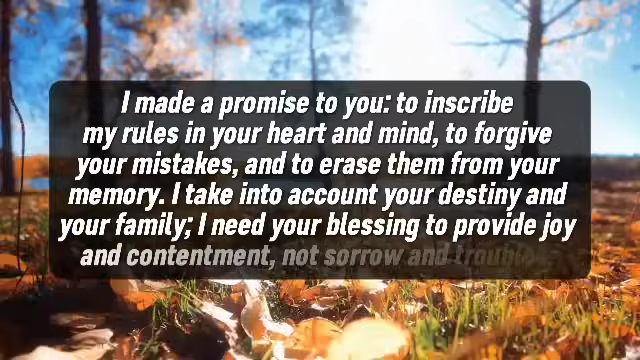 I made a promise to you: to inscribe
my rules in your heart and mind, to forgive
your mistakes, and to erase them from your
memory. I take into account your destiny and
your family; I need your blessing to provide joy
and contentment, not sorrow and trouble